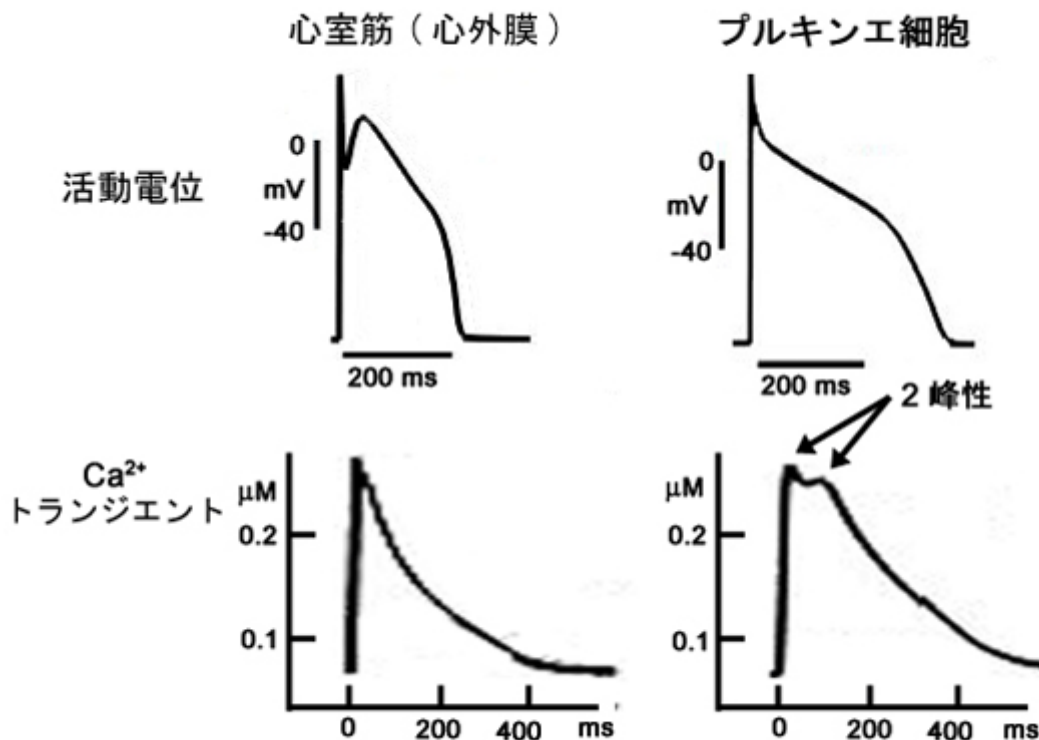 心室筋 ( 心外膜 )
プルキンエ細胞
活動電位
0
mV
-40
200 ms
0
mV
-40
200 ms
2 峰性
Ca²⁺
トランジエント
μM
0.2
0.1
0 200 400 ms
μM
0.2
0.1
0 200 400 ms